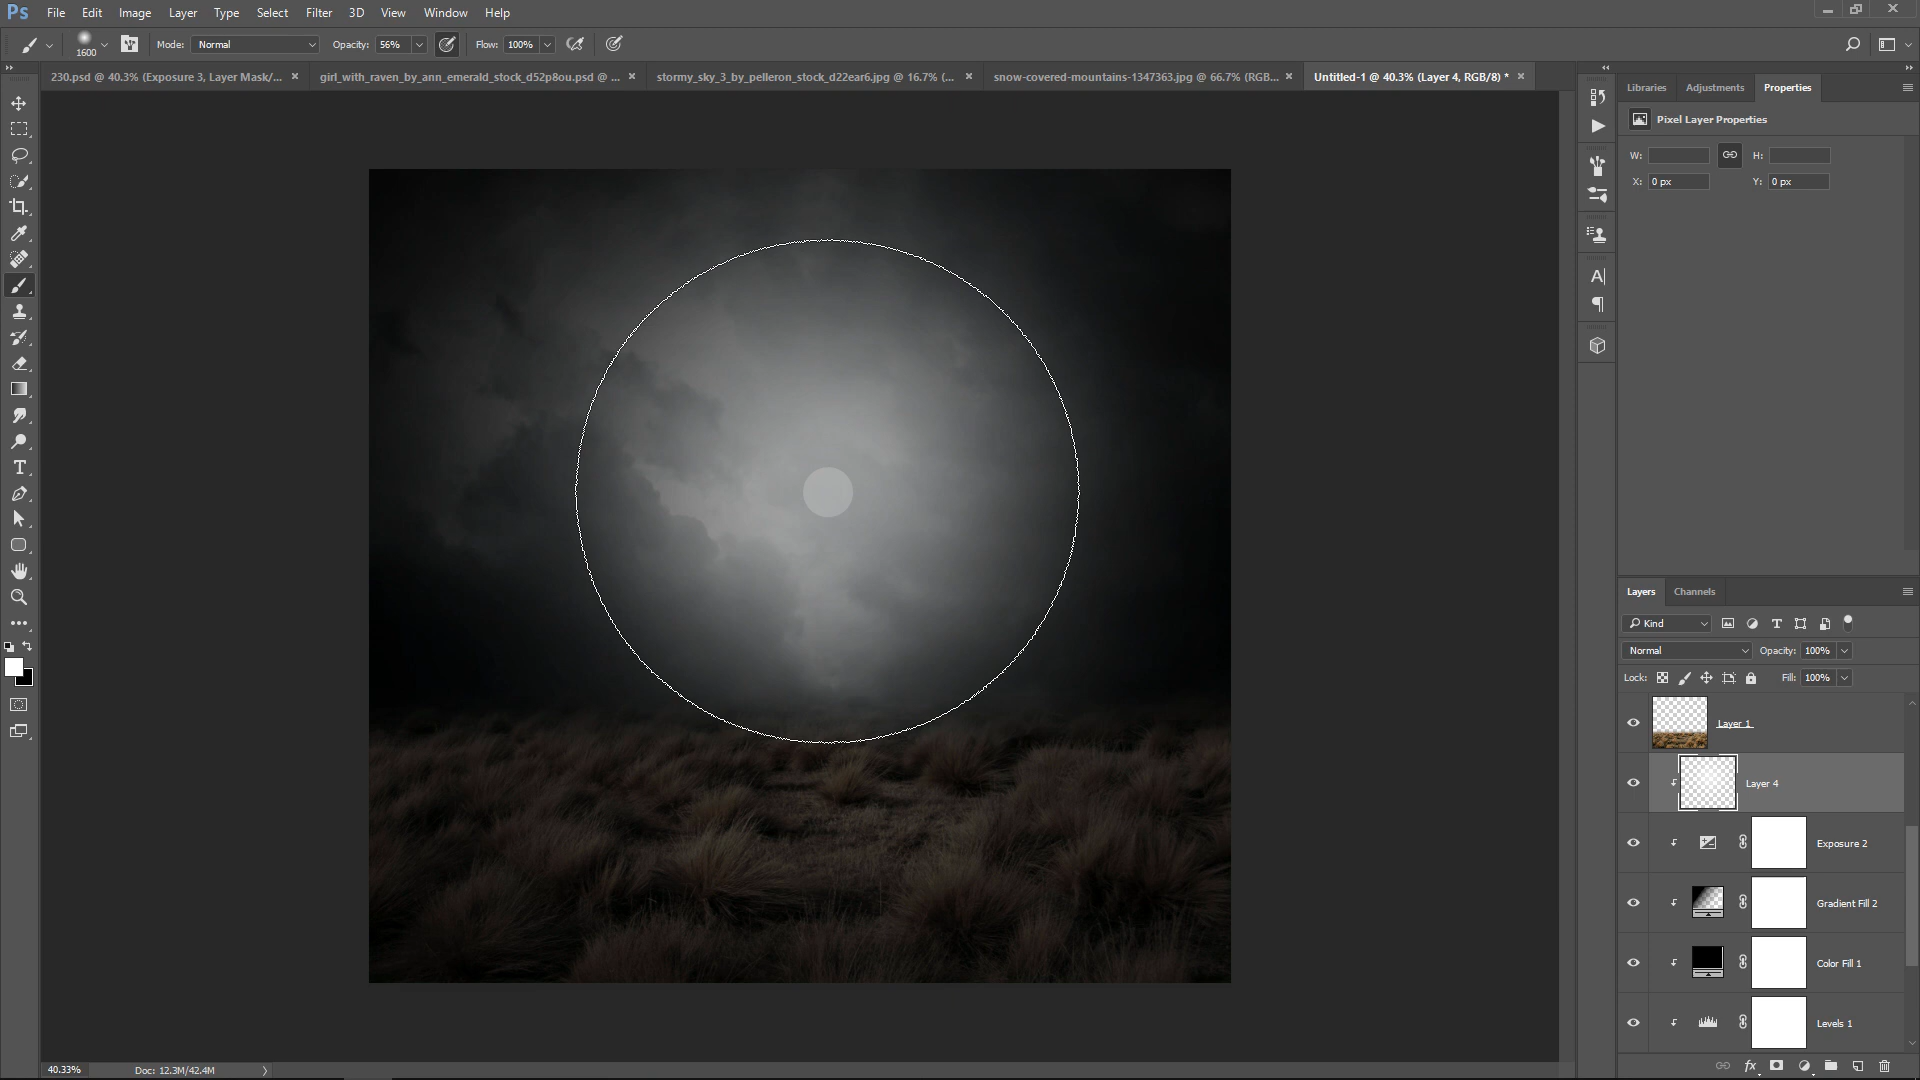 Ps File Edit Image Layer Type Select Filter 3D View Window Help
1600 Mode: Normal Opacity: 56% Flow: 100%
230.psd @ 40.3% (Exposure 3, Layer Mask/... × girl_with_raven_by_ann_emerald_stock_d52p8ou.psd @ ... × stormy_sky_3_by_pelleron_stock_d22ear6.jpg @ 16.7% (... × snow-covered-mountains-1347363.jpg @ 66.7% (RGB... × Untitled-1 @ 40.3% (Layer 4, RGB/8) * ×
Libraries Adjustments Properties
Pixel Layer Properties
W: H:
X: 0 px Y: 0 px
Layers Channels
Kind
Normal Opacity: 100%
Lock: Fill: 100%
Layer 1
Layer 4
Exposure 2
Gradient Fill 2
Color Fill 1
Levels 1
40.33% Doc: 12.3M/42.4M